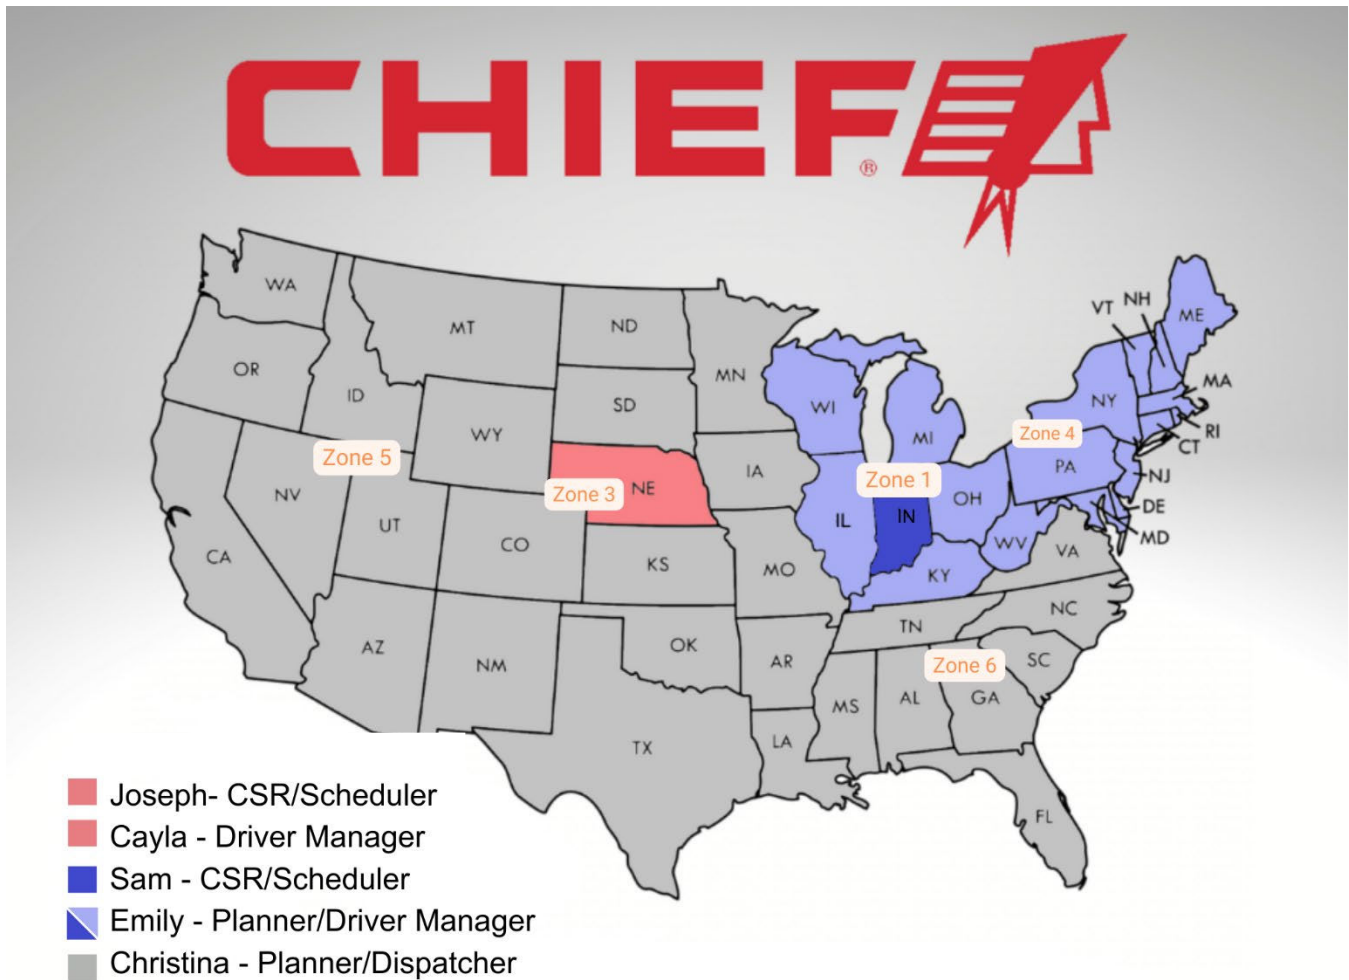 CHIEF®
WA
MT
ND
MN
VT NH
ME
OR
ID
SD
WI
MI
NY
MA
RI
CT
Zone 4
WY
Zone 5
NV
UT
CA
CO
Zone 3
NE
IA
Zone 1
IL
IN
OH
PA
NJ
DE
MD
WV
VA
KS
MO
KY
AZ
NM
OK
AR
TN
NC
SC
Zone 6
MS
AL
GA
TX
LA
FL
Joseph- CSR/Scheduler
Cayla - Driver Manager
Sam - CSR/Scheduler
Emily - Planner/Driver Manager
Christina - Planner/Dispatcher